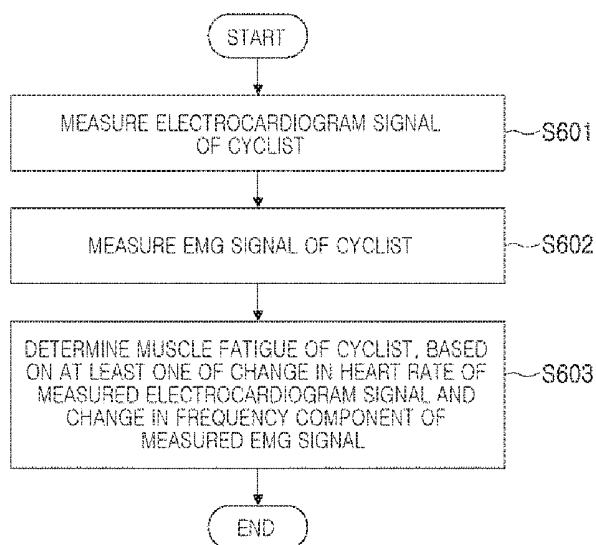 START
MEASURE ELECTROCARDIOGRAM SIGNAL
OF CYCLIST
S601
MEASURE EMG SIGNAL OF CYCLIST
S602
DETERMINE MUSCLE FATIGUE OF CYCLIST, BASED
ON AT LEAST ONE OF CHANGE IN HEART RATE OF
MEASURED ELECTROCARDIOGRAM SIGNAL AND
CHANGE IN FREQUENCY COMPONENT OF
MEASURED EMG SIGNAL
S603
END